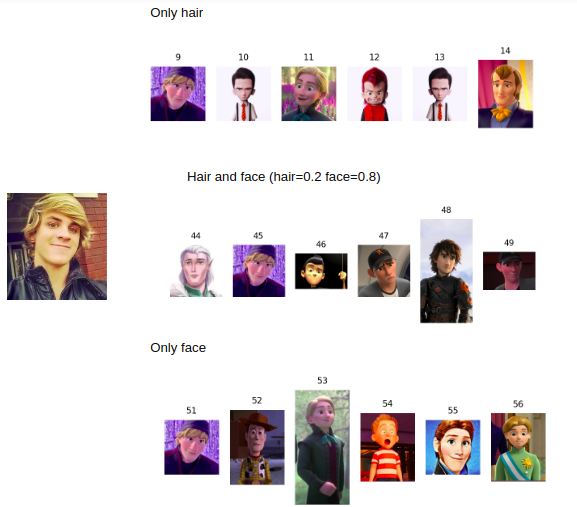 Only hair
9 10 11 12 13 14
Hair and face (hair=0.2 face=0.8)
44 45 46 47 48 49
Only face
51 52 53 54 55 56